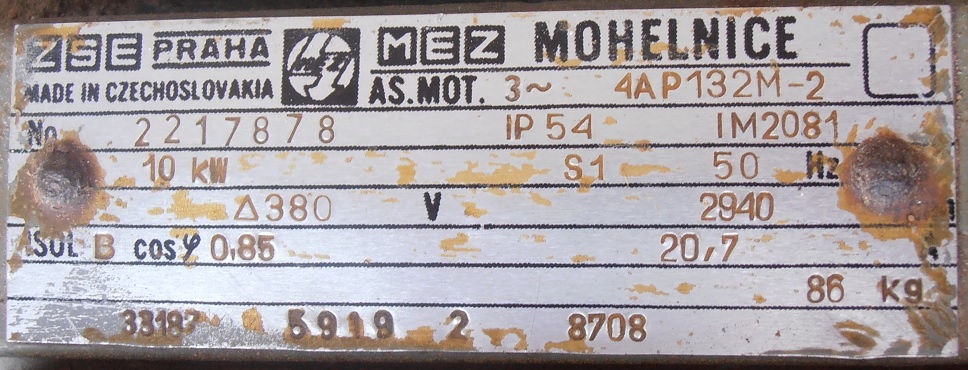 ZSE PRAHA MEZ MOHELNICE
MADE IN CZECHOSLOVAKIA AS.MOT. 3~ 4AP132M-2
No 2217878 IP54 IM2081
10 kW S1 50 Hz
Δ380 V 2940
ISOL B cos φ 0,85 20,7
86 kg
5919 2 8708